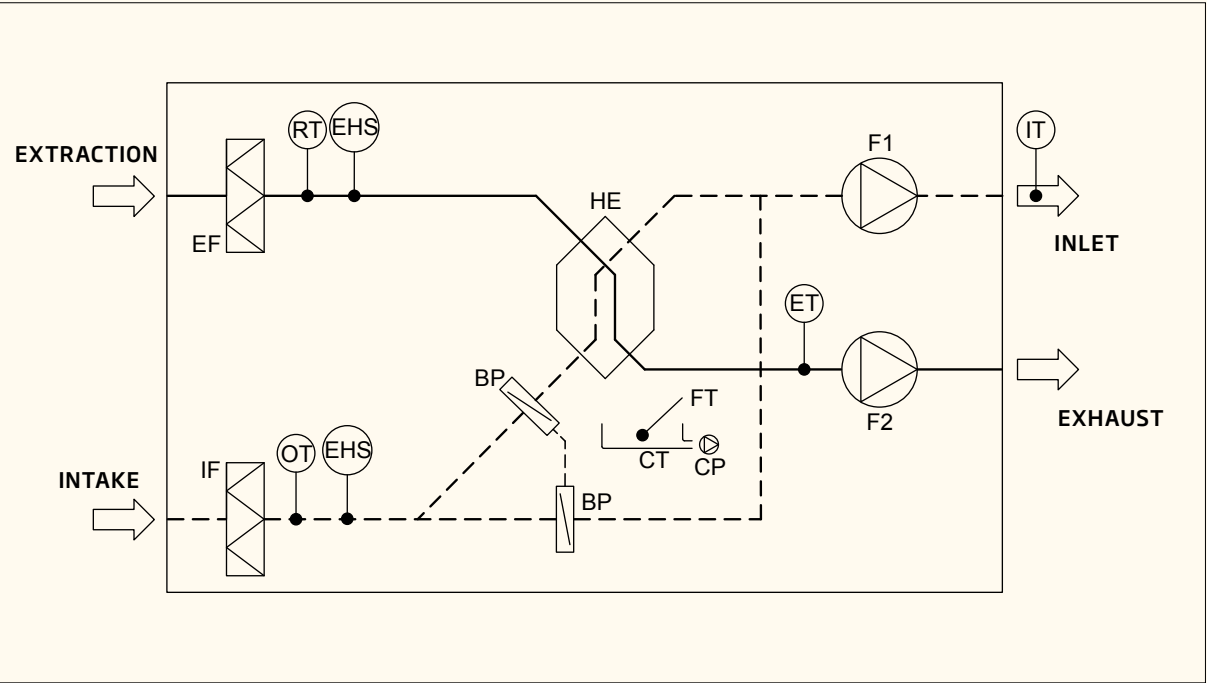 RT
EHS
IT
F1
EXTRACTION
HE
EF
INLET
ET
BP
FT
EXHAUST
F2
OT
EHS
CT
CP
IF
INTAKE
BP